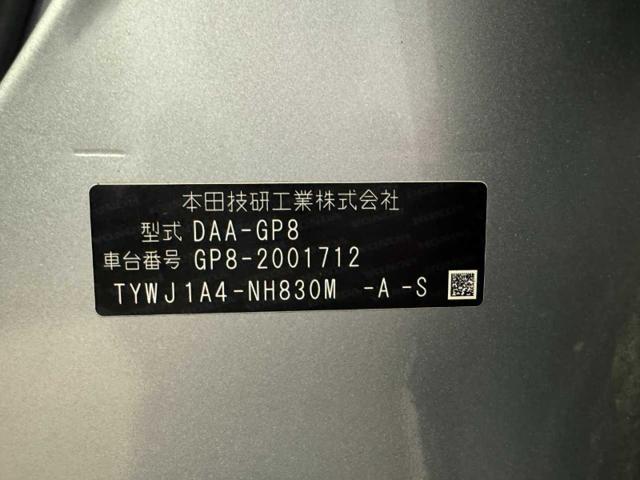 本田技研工業株式会社
型式 DAA-GP8
車台番号 GP8-2001712
TYWJ1A4-NH830M -A -S